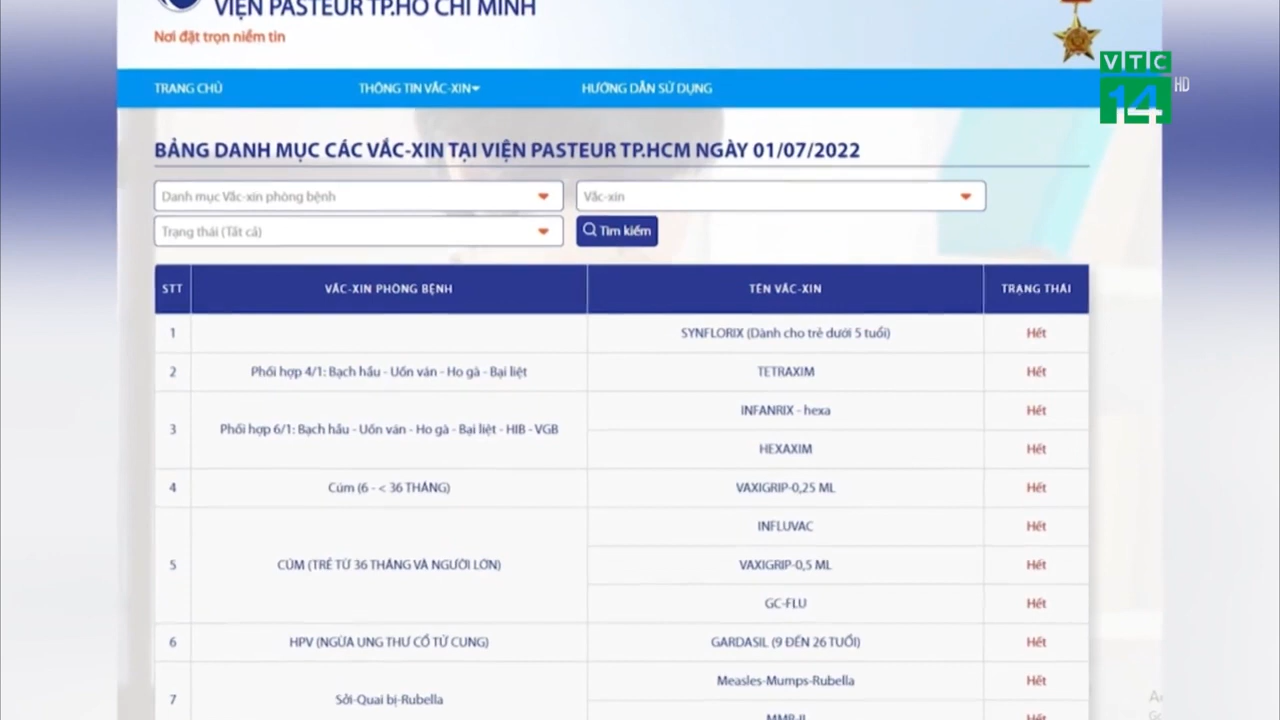 VIỆN PASTEUR TP.HỒ CHÍ MINH
Nơi đặt trọn niềm tin
VTC
14
HD
TRANG CHỦ
THÔNG TIN VẮC-XIN
HƯỚNG DẪN SỬ DỤNG
BẢNG DANH MỤC CÁC VẮC-XIN TẠI VIỆN PASTEUR TP.HCM NGÀY 01/07/2022
Danh mục Vắc-xin phòng bệnh
Vắc-xin
Trạng thái (Tất cả)
Tìm kiếm
STT VẮC-XIN PHÒNG BỆNH TÊN VẮC-XIN TRẠNG THÁI
1 SYNFLORIX (Dành cho trẻ dưới 5 tuổi) Hết
2 Phối hợp 4/1: Bạch hầu - Uốn ván - Ho gà - Bại liệt TETRAXIM Hết
INFANRIX - hexa Hết
3 Phối hợp 6/1: Bạch hầu - Uốn ván - Ho gà - Bại liệt - HIB - VGB
HEXAXIM Hết
4 Cúm (6 - < 36 THÁNG) VAXIGRIP-0,25 ML Hết
INFLUVAC Hết
5 CÚM (TRẺ TỪ 36 THÁNG VÀ NGƯỜI LỚN) VAXIGRIP-0,5 ML Hết
GC-FLU Hết
6 HPV (NGỪA UNG THƯ CỔ TỬ CUNG) GARDASIL (9 ĐẾN 26 TUỔI) Hết
Measles-Mumps-Rubella Hết
7 Sởi-Quai bị-Rubella
MMR-II Hết